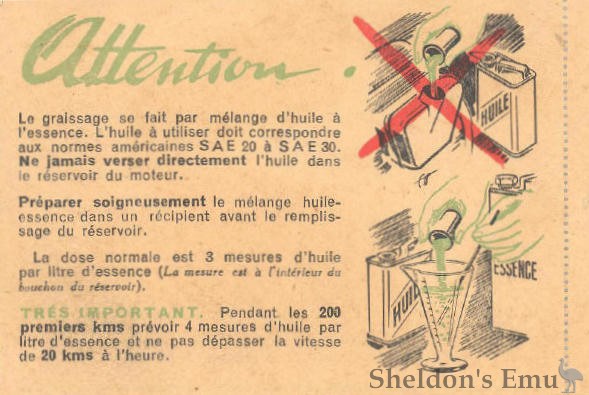 Attention.
Le graissage se fait par mélange d'huile à
l'essence. L'huile à utiliser doit correspondre
aux normes américaines SAE 20 à SAE 30.
Ne jamais verser directement l'huile dans
le réservoir du moteur.
Préparer soigneusement le mélange huile-
essence dans un récipient avant le remplis-
sage du réservoir.
La dose normale est 3 mesures d'huile
par litre d'essence (La mesure est à l'intérieur du
bouchon du réservoir).
TRÉS IMPORTANT. Pendant les 200
premiers kms prévoir 4 mesures d'huile par
litre d'essence et ne pas dépasser la vitesse
de 20 kms à l'heure.
HUILE
ESSENCE
HUILE
Sheldon's Emu